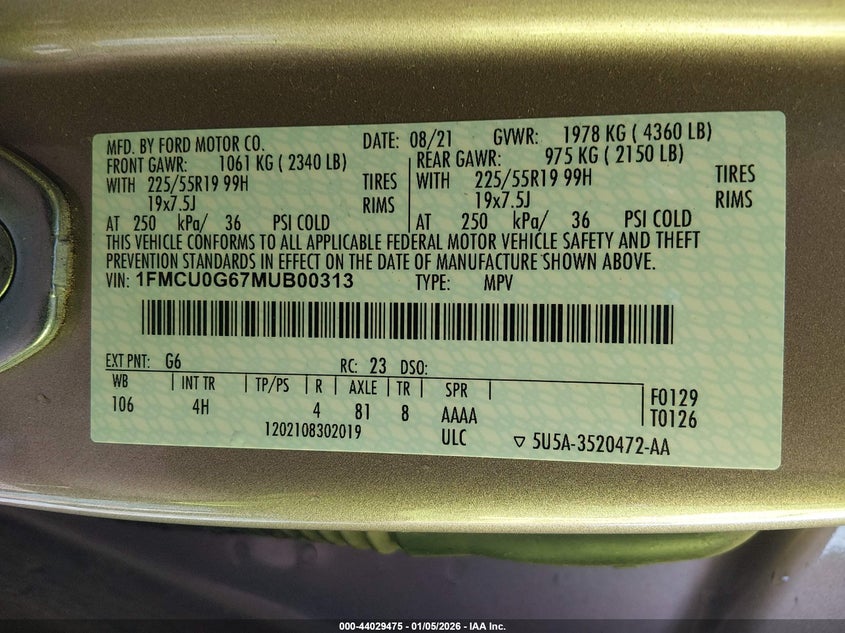 MFD. BY FORD MOTOR CO. DATE: 08/21 GVWR: 1978 KG ( 4360 LB)
FRONT GAWR: 1061 KG ( 2340 LB) REAR GAWR: 975 KG ( 2150 LB)
WITH 225/55R19 99H TIRES WITH 225/55R19 99H TIRES
19x7.5J RIMS 19x7.5J RIMS
AT 250 kPa/ 36 PSI COLD AT 250 kPa/ 36 PSI COLD
THIS VEHICLE CONFORMS TO ALL APPLICABLE FEDERAL MOTOR VEHICLE SAFETY AND THEFT
PREVENTION STANDARDS IN EFFECT ON THE DATE OF MANUFACTURE SHOWN ABOVE.
VIN: 1FMCU0G67MUB00313 TYPE: MPV
EXT PNT: G6 RC: 23 DSO:
WB INT TR TP/PS R AXLE TR SPR
106 4H 4 81 8 AAAA
F0129
T0126
1202108302019 ULC ▽ 5U5A-3520472-AA
000-44029475 - 01/05/2026 - IAA Inc.